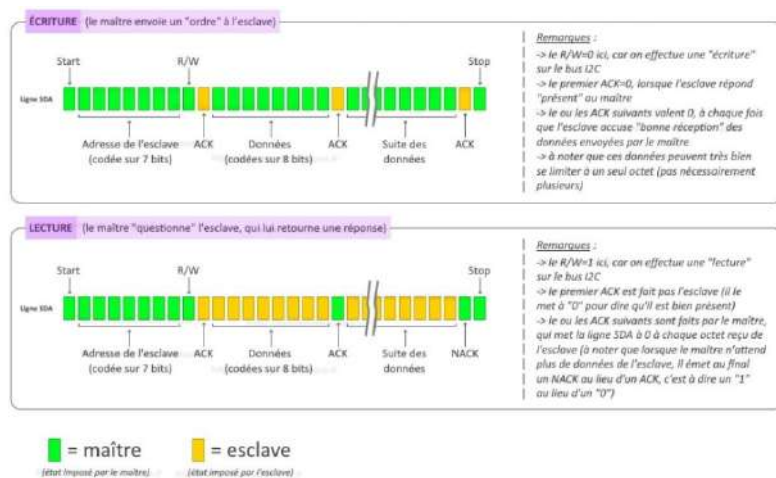 ÉCRITURE (le maître envoie un "ordre" à l'esclave)
Start
R/W
Stop
Ligne SDA
Adresse de l'esclave
(codée sur 7 bits)
ACK
Données
(codées sur 8 bits)
ACK
Suite des
données
ACK
Remarques :
-> le R/W=0 ici, car on effectue une "écriture"
sur le bus I2C
-> le premier ACK=0, lorsque l'esclave répond
"présent" au maître
-> le ou les ACK suivants valent 0, à chaque fois
que l'esclave accuse "bonne réception" des
données envoyées par le maître
-> à noter que ces données peuvent très bien
se limiter à un seul octet (pas nécessairement
plusieurs)
LECTURE (le maître "questionne" l'esclave, qui lui retourne une réponse)
Start
R/W
Stop
Ligne SDA
Adresse de l'esclave
(codée sur 7 bits)
ACK
Données
(codées sur 8 bits)
ACK
Suite des
données
NACK
Remarques :
-> le R/W=1 ici, car on effectue une "lecture"
sur le bus I2C
-> le premier ACK est fait pas l'esclave (il le
met à "0" pour dire qu'il est bien présent)
-> le ou les ACK suivants sont faits par le maître,
qui met la ligne SDA à 0 à chaque octet reçu de
l'esclave (à noter que lorsque le maître n'attend
plus de données de l'esclave, il émet au final
un NACK au lieu d'un ACK, c'est à dire un "1"
au lieu d'un "0")
= maître
(état imposé par le maître)
= esclave
(état imposé par l'esclave)